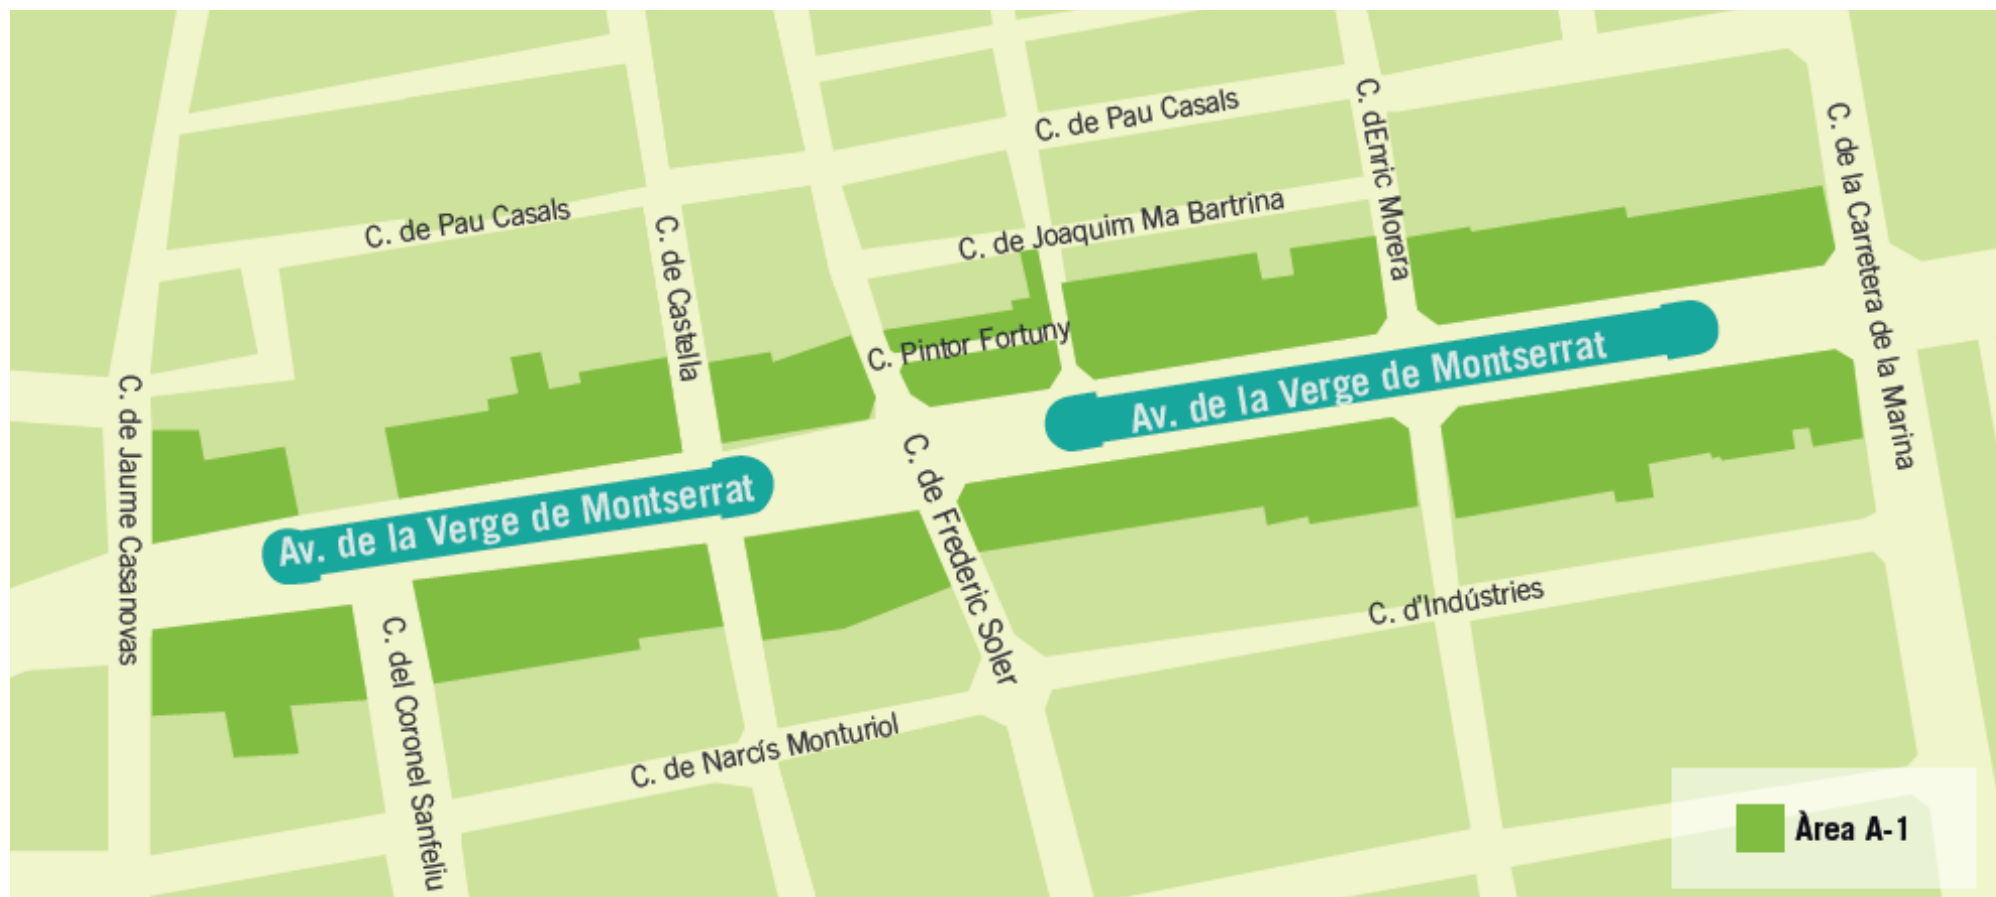 C. de Pau Casals
C. dEnric Morera
C. de la Carretera de la Marina
C. de Pau Casals
C. de Castella
C. de Joaquim Ma Bartrina
C. Pintor Fortuny
Av. de la Verge de Montserrat
C. de Jaume Casanovas
Av. de la Verge de Montserrat
C. de Frederic Soler
C. d'Indústries
C. del Coronel Sanfeliu
C. de Narcís Monturiol
Àrea A-1